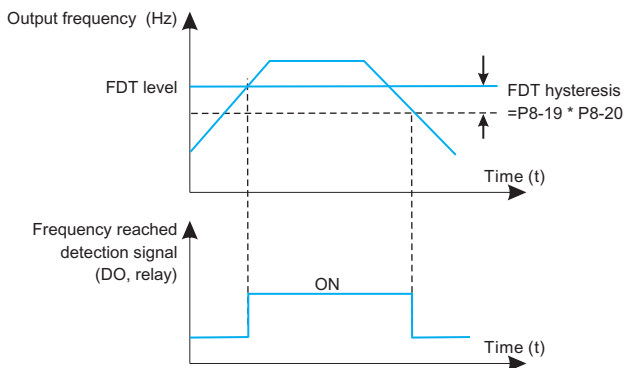 Output frequency (Hz)
FDT level
FDT hysteresis
=P8-19 * P8-20
Time (t)
Frequency reached
detection signal
(DO, relay)
ON
Time (t)